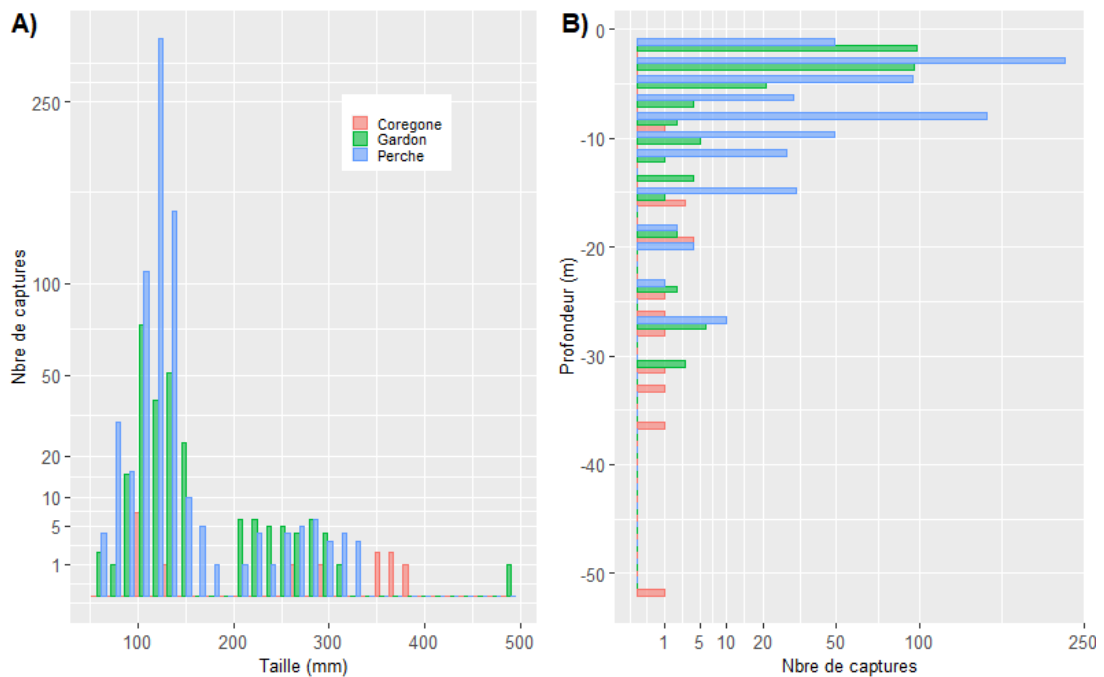 A)
Nbre de captures
250
100
50
20
10
5
1
Coregone
Gardon
Perche
100
200
300
400
500
Taille (mm)
B)
Profondeur (m)
0
-10
-20
-30
-40
-50
1
5
10
20
50
100
250
Nbre de captures